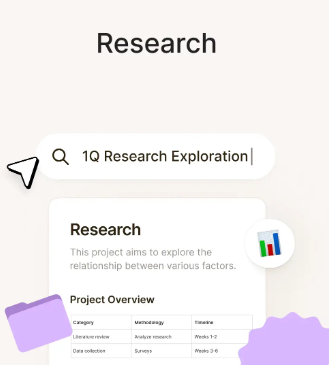 Research
1Q Research Exploration
Research
This project aims to explore the
relationship between various factors.
Project Overview
Category Methodology Timeline
Literature review Analyze research Weeks 1-2
Data collection Surveys Weeks 3-6